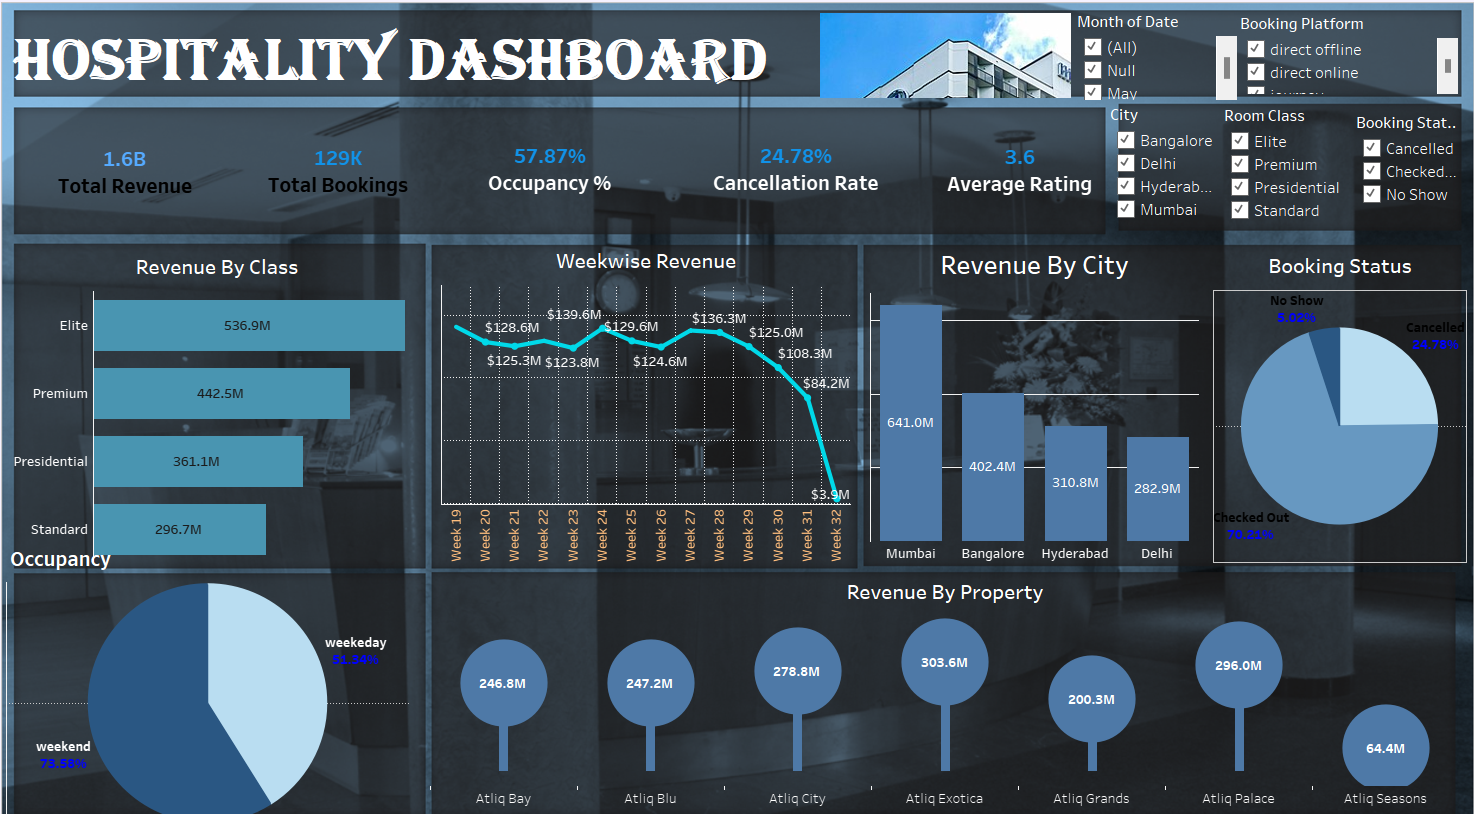 HOSPITALITY DASHBOARD
Month of Date
(All)
Null
May
Booking Platform
direct offline
direct online
City
Bangalore
Delhi
Hyderab...
Mumbai
Room Class
Elite
Premium
Presidential
Standard
Booking Stat..
Cancelled
Checked...
No Show
1.6B
Total Revenue
129K
Total Bookings
57.87%
Occupancy %
24.78%
Cancellation Rate
3.6
Average Rating
Revenue By Class
Elite
536.9M
Premium
442.5M
Presidential
361.1M
Standard
296.7M
Weekwise Revenue
$128.6M
$125.3M
$123.8M
$139.6M
$129.6M
$124.6M
$136.3M
$125.0M
$108.3M
$84.2M
$3.9M
Week 19
Week 20
Week 21
Week 22
Week 23
Week 24
Week 25
Week 26
Week 27
Week 28
Week 29
Week 30
Week 31
Week 32
Revenue By City
641.0M
402.4M
310.8M
282.9M
Mumbai
Bangalore
Hyderabad
Delhi
Booking Status
No Show
5.02%
Cancelled
24.78%
Checked Out
70.21%
Occupancy
weekeday
51.34%
weekend
73.58%
Revenue By Property
246.8M
247.2M
278.8M
303.6M
200.3M
296.0M
64.4M
Atliq Bay
Atliq Blu
Atliq City
Atliq Exotica
Atliq Grands
Atliq Palace
Atliq Seasons